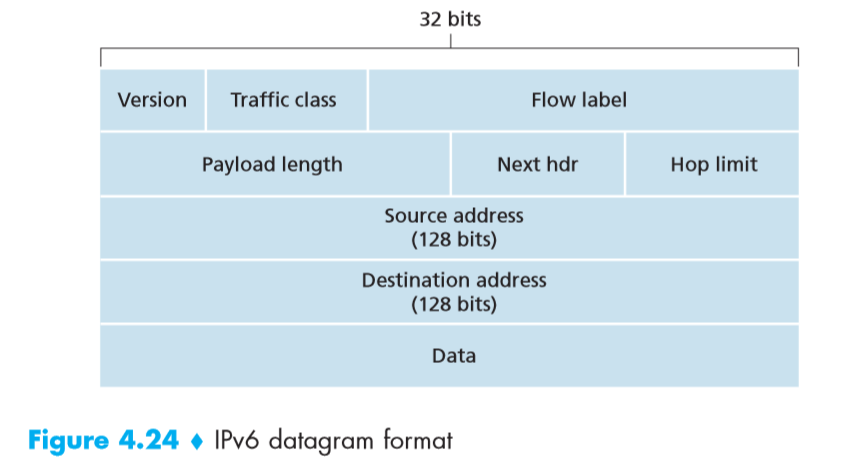 32 bits
Version Traffic class Flow label
Payload length Next hdr Hop limit
Source address
(128 bits)
Destination address
(128 bits)
Data
Figure 4.24 ♦ IPv6 datagram format